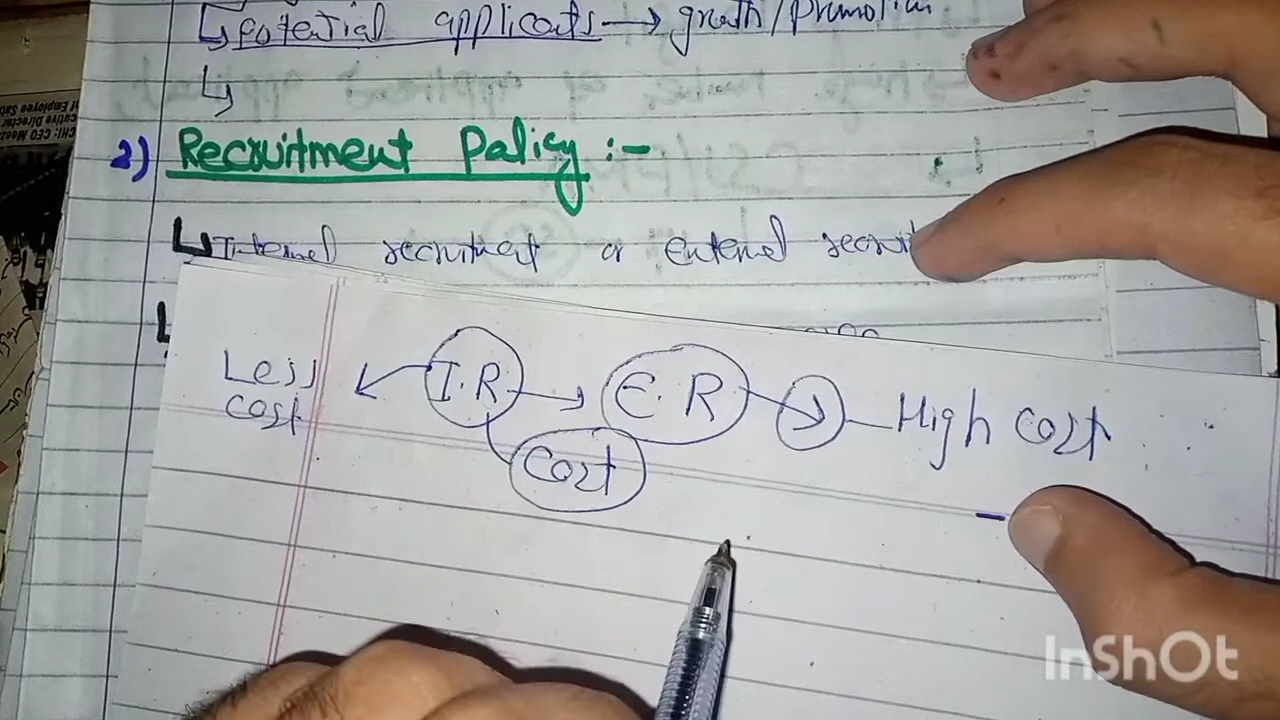 ↳ potential applicants → growth/promotion
↳
2) Recruitment Policy :-
↳ Internal recruitment or external recruit
Less cost ← I.R → E.R → High cost
Cost
InShOt